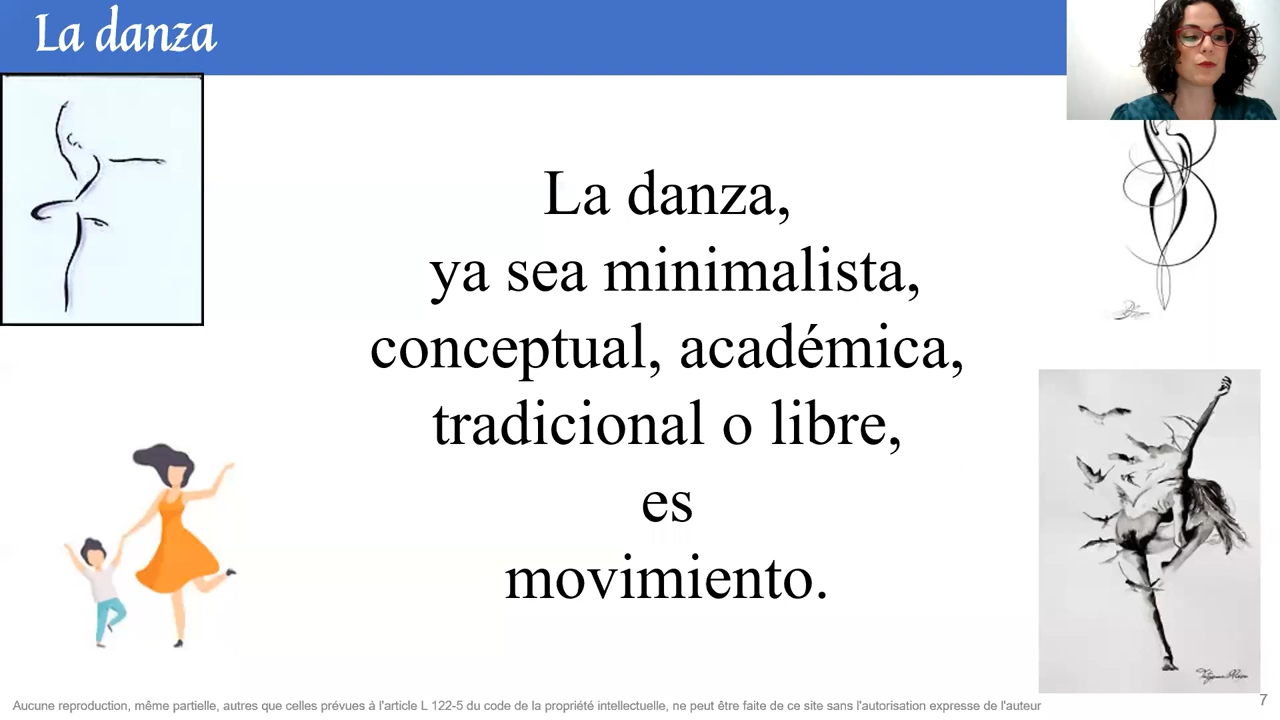 La danza
La danza,
ya sea minimalista,
conceptual, académica,
tradicional o libre,
es
movimiento.
Aucune reproduction, même partielle, autres que celles prévues à l'article L 122-5 du code de la propriété intellectuelle, ne peut être faite de ce site sans l'autorisation expresse de l'auteur
7